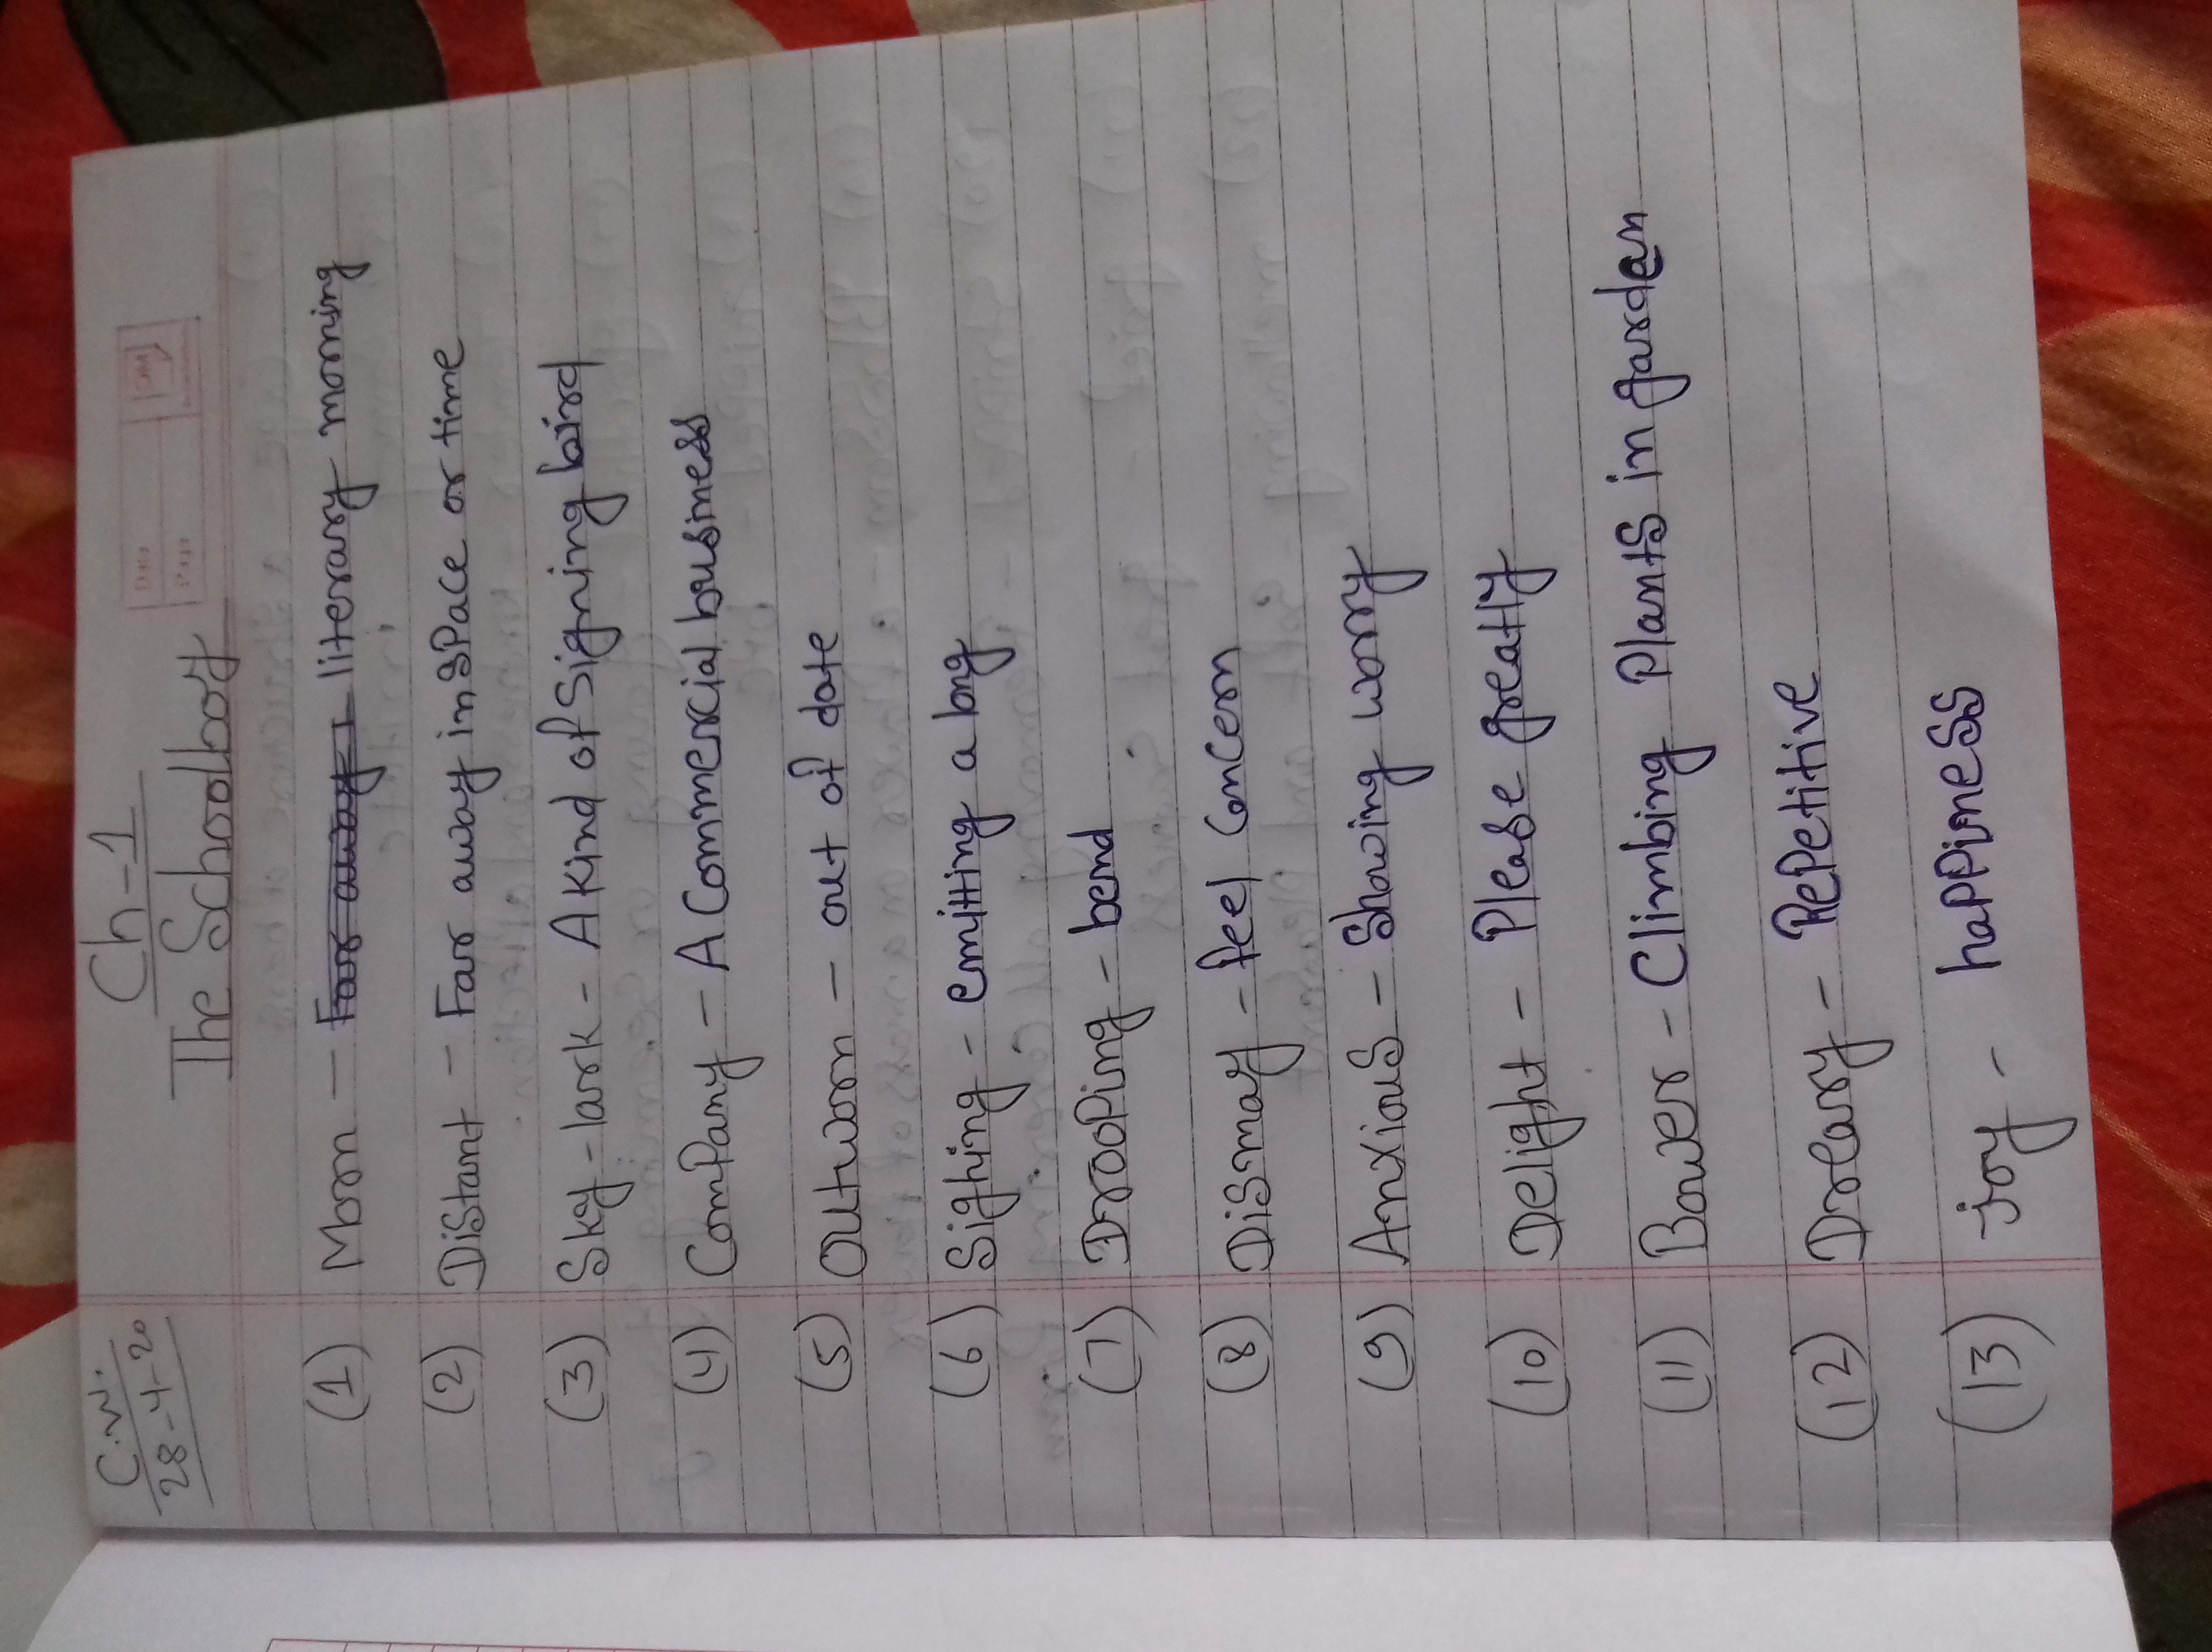 C.W.
28-4-20
Ch-1
The Schoolboy
Date
Page
(1) Morn - Far away literary morning
(2) Distant - Far away in space or time
(3) Sky-lark - A kind of Signing bird
(4) Company - A Commercial business
(5) Outworn - out of date
(6) Sighing - emitting a long
(7) Drooping - bend
(8) Dismay - feel Concern
(9) Anxious - Showing worry
(10) Delight - Please greatly
(11) Bower - Climbing Plants in garden
(12) Dreary - Repetitive
(13) joy - happiness